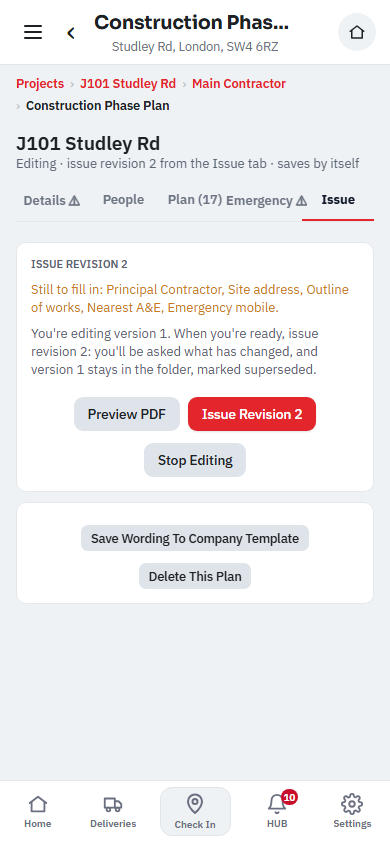 Construction Phas...
Studley Rd, London, SW4 6RZ
Projects › J101 Studley Rd › Main Contractor
› Construction Phase Plan
J101 Studley Rd
Editing · issue revision 2 from the Issue tab · saves by itself
Details ⚠ People Plan (17) Emergency ⚠ Issue
ISSUE REVISION 2
Still to fill in: Principal Contractor, Site address, Outline
of works, Nearest A&E, Emergency mobile.
You're editing version 1. When you're ready, issue
revision 2: you'll be asked what has changed, and
version 1 stays in the folder, marked superseded.
Preview PDF Issue Revision 2
Stop Editing
Save Wording To Company Template
Delete This Plan
10
Home Deliveries Check In HUB Settings